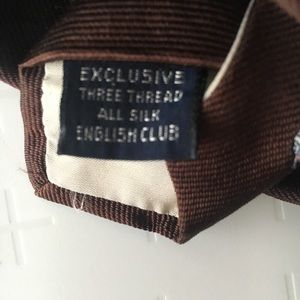 EXCLUSIVE
THREE THREAD
ALL SILK
ENGLISH CLUB